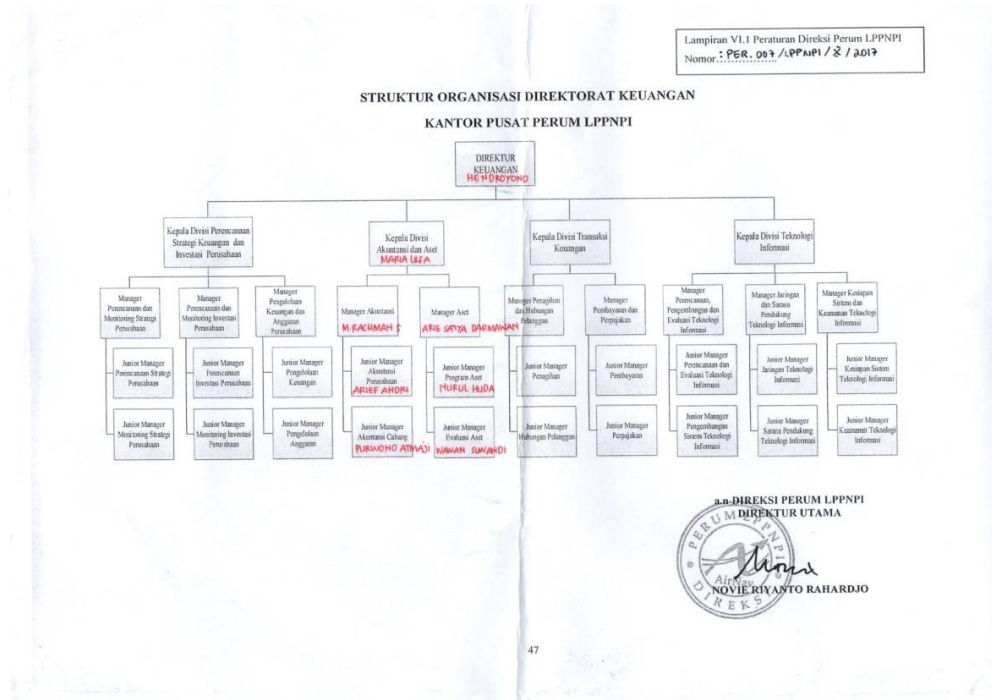 Lampiran VI.1 Peraturan Direksi Perum LPPNPI
Nomor : PER. 007 / LPPNPI / 8 / 2017
STRUKTUR ORGANISASI DIREKTORAT KEUANGAN
KANTOR PUSAT PERUM LPPNPI
DIREKTUR
KEUANGAN
HENDROYONO
Kepala Divisi Perencanaan
Strategi Keuangan dan
Investasi Perusahaan
Kepala Divisi
Akuntansi dan Aset
MARIA ULFA
Kepala Divisi Transaksi
Keuangan
Kepala Divisi Teknologi
Informasi
Manager
Perencanaan dan
Monitoring Strategi
Perusahaan
Manager
Perencanaan dan
Monitoring Investasi
Perusahaan
Manager
Pengelolaan
Keuangan dan
Anggaran
Perusahaan
Manager Akuntansi
M RACHMAN S
Manager Aset
ARIE SATYA DARMAWAN
Manager Penagihan
dan Hubungan
Pelanggan
Manager
Pembayaran dan
Perpajakan
Manager
Perencanaan,
Pengembangan dan
Evaluasi Teknologi
Informasi
Manager Jaringan
dan Sarana
Pendukung
Teknologi Informasi
Manager Kesiapan
Sistem dan
Keamanan Teknologi
Informasi
Junior Manager
Perencanaan Strategi
Perusahaan
Junior Manager
Perencanaan
Investasi Perusahaan
Junior Manager
Pengelolaan
Keuangan
Junior Manager
Akuntansi
Perusahaan
ARIEF ANDRI
Junior Manager
Program Aset
NURUL HUDA
Junior Manager
Penagihan
Junior Manager
Pembayaran
Junior Manager
Perencanaan dan
Evaluasi Teknologi
Informasi
Junior Manager
Jaringan Teknologi
Informasi
Junior Manager
Kesiapan Sistem
Teknologi Informasi
Junior Manager
Monitoring Strategi
Perusahaan
Junior Manager
Monitoring Investasi
Perusahaan
Junior Manager
Pengelolaan
Anggaran
Junior Manager
Akuntansi Cabang
PURWOHO ATMAJI
Junior Manager
Evaluasi Aset
WAWAN SUWANDI
Junior Manager
Hubungan Pelanggan
Junior Manager
Perpajakan
Junior Manager
Pengembangan
Sistem Teknologi
Informasi
Junior Manager
Sarana Pendukung
Teknologi Informasi
Junior Manager
Keamanan Teknologi
Informasi
a.n DIREKSI PERUM LPPNPI
DIREKTUR UTAMA
PERUM LPPNPI
AirNav
DIREKSI
NOVIE RIYANTO RAHARDJO
47